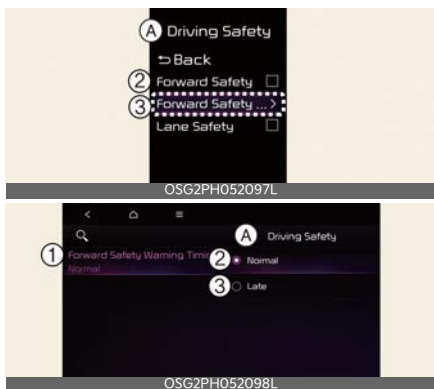 A Driving Safety
Back
2 Forward Safety
3 Forward Safety ... >
Lane Safety
OSG2PH052097L
A Driving Safety
1 Forward Safety Warning Timin
Normal
2 Normal
3 Late
OSG2PH052098L